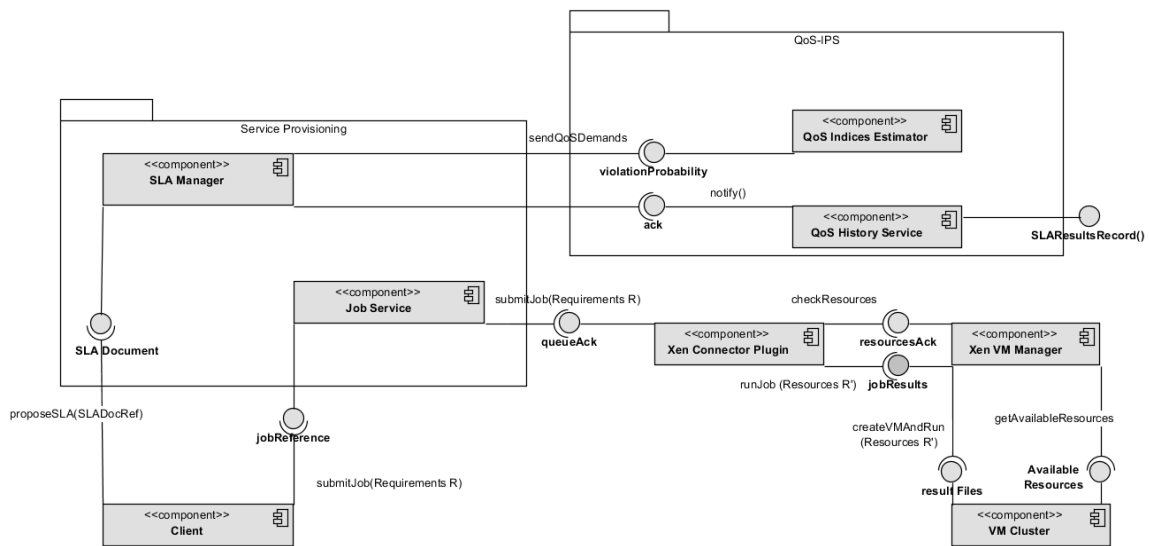 QoS-IPS
Service Provisioning
<<component>>
QoS Indices Estimator
sendQoSDemands
violationProbability
<<component>>
SLA Manager
notify()
ack
<<component>>
QoS History Service
SLAResultsRecord()
<<component>>
Job Service
submitJob(Requirements R)
queueAck
checkResources
resourcesAck
<<component>>
Xen Connector Plugin
<<component>>
Xen VM Manager
SLA Document
runJob (Resources R')
jobResults
proposeSLA(SLADocRef)
jobReference
createVMAndRun
(Resources R')
getAvailableResources
submitJob(Requirements R)
result Files
Available
Resources
<<component>>
Client
<<component>>
VM Cluster